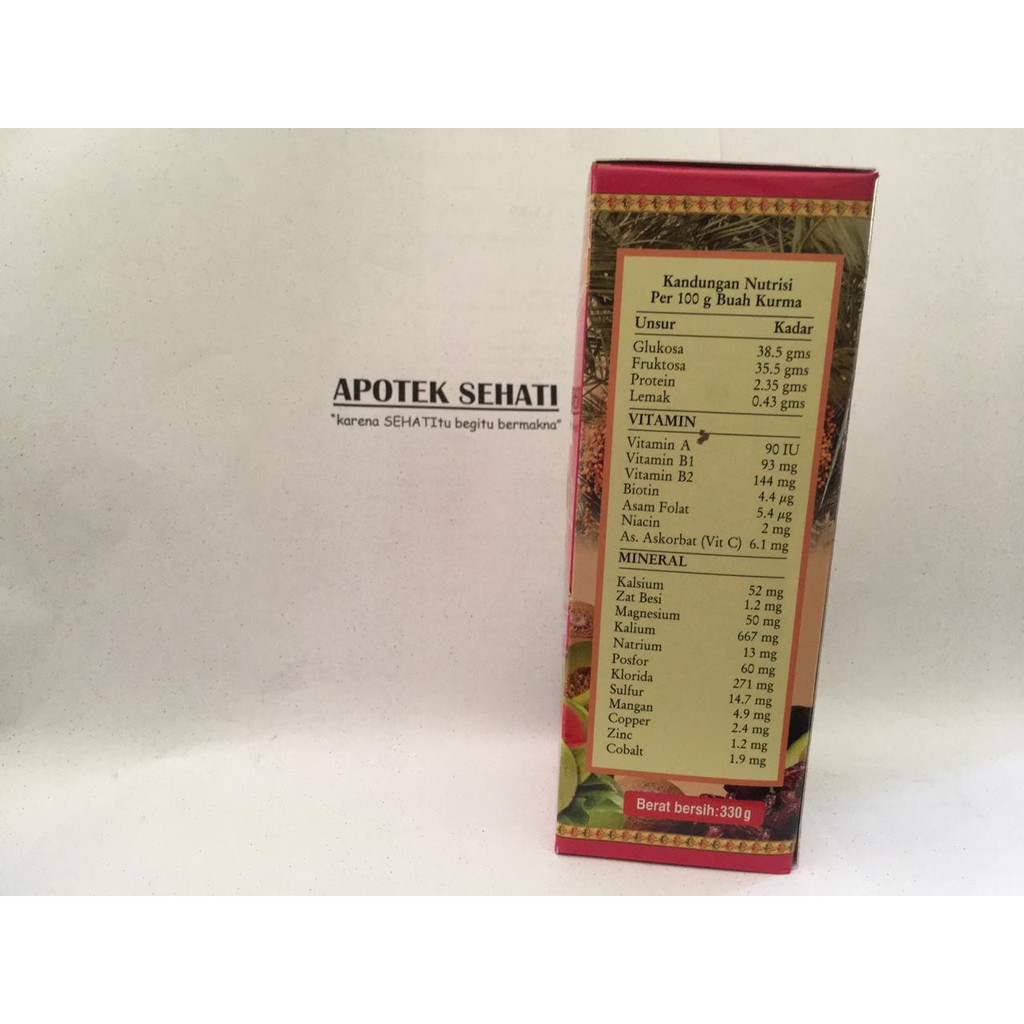 APOTEK SEHATI
"karena SEHATItu begitu bermakna"
Kandungan Nutrisi
Per 100 g Buah Kurma
Unsur Kadar
Glukosa 38.5 gms
Fruktosa 35.5 gms
Protein 2.35 gms
Lemak 0.43 gms
VITAMIN
Vitamin A 90 IU
Vitamin B1 93 mg
Vitamin B2 144 mg
Biotin 4.4 µg
Asam Folat 5.4 µg
Niacin 2 mg
As. Askorbat (Vit C) 6.1 mg
MINERAL
Kalsium 52 mg
Zat Besi 1.2 mg
Magnesium 50 mg
Kalium 667 mg
Natrium 13 mg
Posfor 60 mg
Klorida 271 mg
Sulfur 14.7 mg
Mangan 4.9 mg
Copper 2.4 mg
Zinc 1.2 mg
Cobalt 1.9 mg
Berat bersih:330g